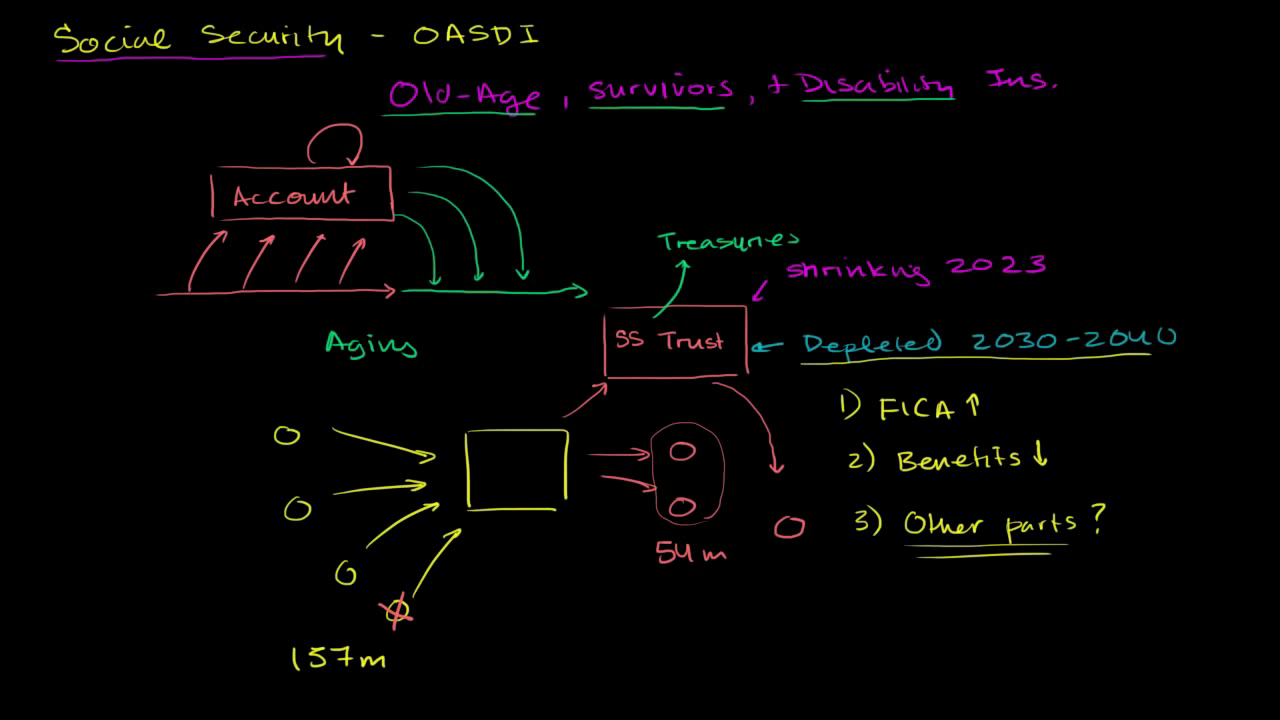 Social Security - OASDI
Old-Age, survivors, + Disability Ins.
Account
Treasuries
shrinking 2023
SS Trust
Depleted 2030-2040
Aging
1) FICA↑
2) Benefits↓
3) Other parts?
54m
157m